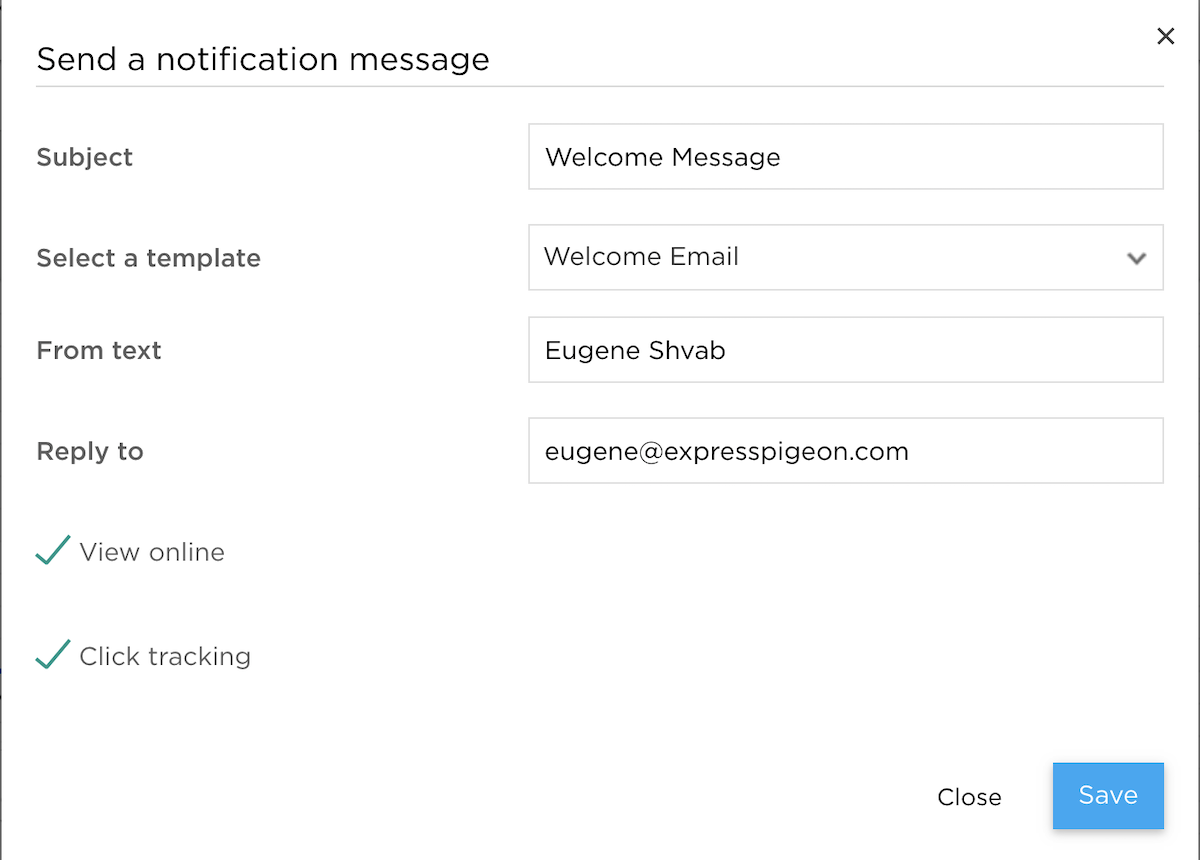 Send a notification message
Subject
Welcome Message
Select a template
Welcome Email
From text
Eugene Shvab
Reply to
eugene@expresspigeon.com
View online
Click tracking
Close
Save